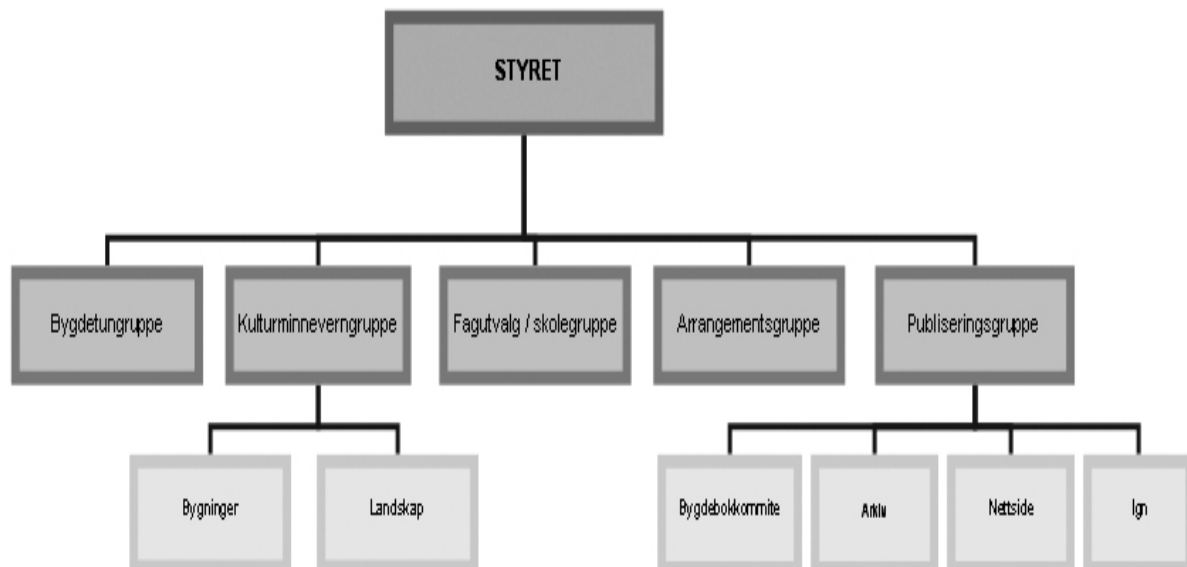 STYRET
Bygdetungruppe
Kulturminneverngruppe
Fagutvalg / skolegruppe
Arrangementsgruppe
Publiseringsgruppe
Bygninger
Landskap
Bygdebokkommite
Arkiv
Nettside
Ign